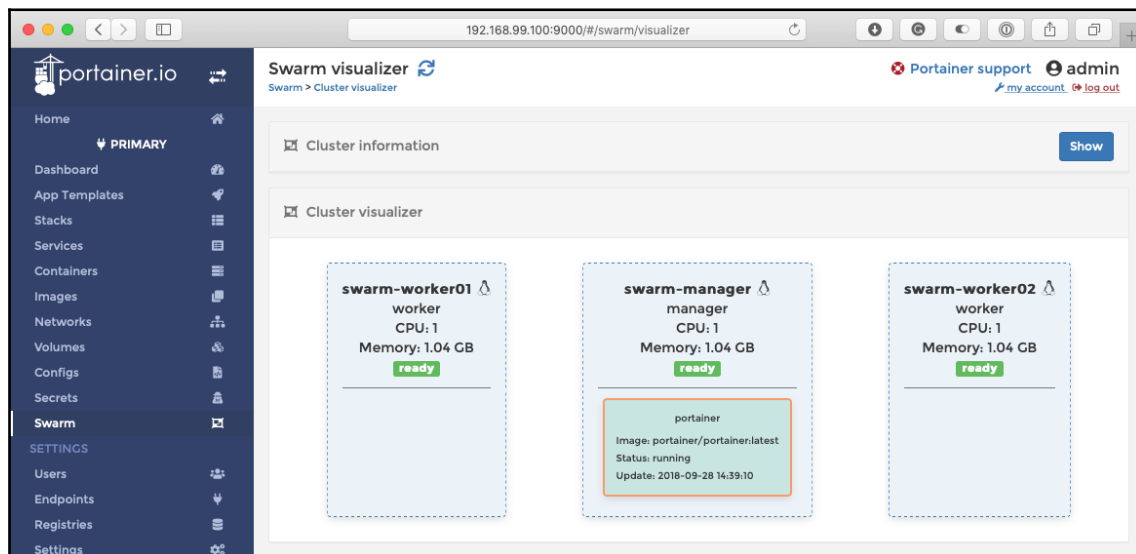 192.168.99.100:9000/#/swarm/visualizer
portainer.io
Home
PRIMARY
Dashboard
App Templates
Stacks
Services
Containers
Images
Networks
Volumes
Configs
Secrets
Swarm
SETTINGS
Users
Endpoints
Registries
Settings
Swarm visualizer
Swarm > Cluster visualizer
Portainer support admin
my account log out
Cluster information
Show
Cluster visualizer
swarm-worker01
worker
CPU: 1
Memory: 1.04 GB
ready
swarm-manager
manager
CPU: 1
Memory: 1.04 GB
ready
portainer
Image: portainer/portainer:latest
Status: running
Update: 2018-09-28 14:39:10
swarm-worker02
worker
CPU: 1
Memory: 1.04 GB
ready